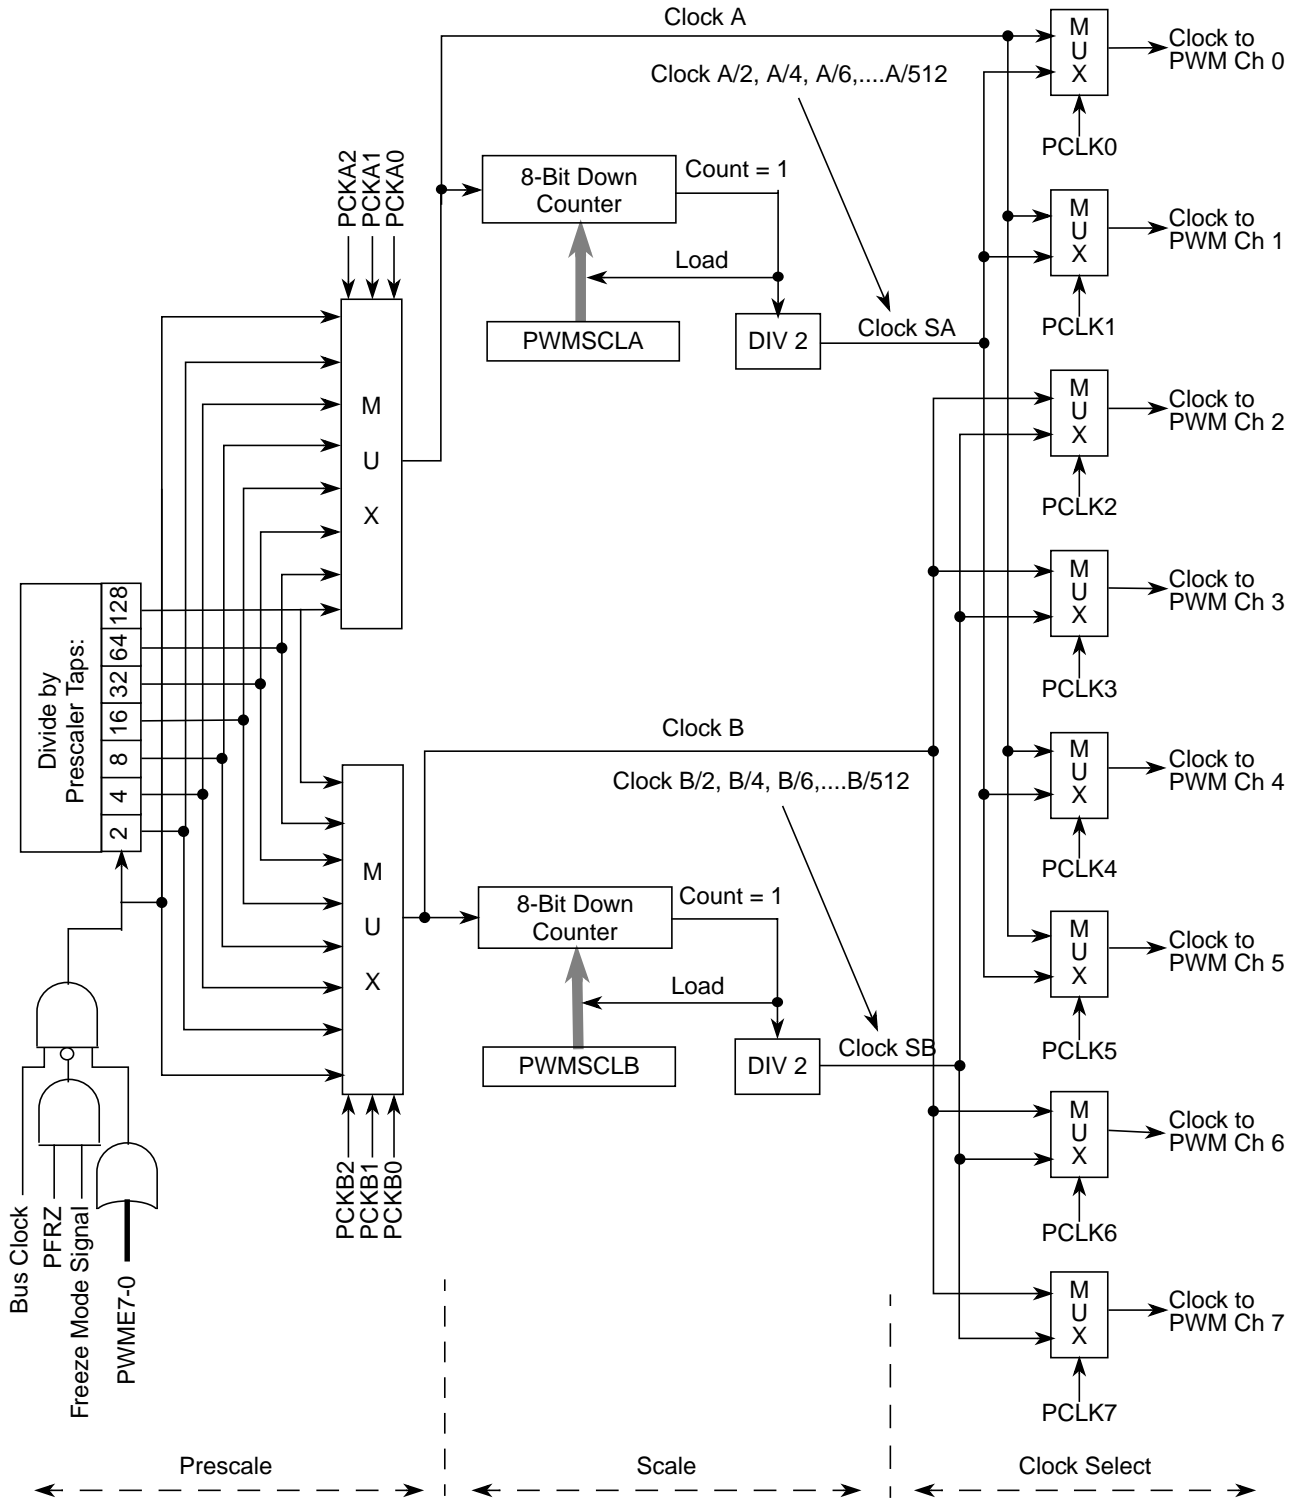 Clock A
Clock A/2, A/4, A/6,....A/512
M
U
X
Clock to
PWM Ch 0
PCLK0
PCKA2
PCKA1
PCKA0
8-Bit Down
Counter
Count = 1
Load
PWMSCLA
DIV 2
Clock SA
M
U
X
Clock to
PWM Ch 1
PCLK1
M
U
X
M
U
X
Clock to
PWM Ch 2
PCLK2
M
U
X
Clock to
PWM Ch 3
PCLK3
Divide by
Prescaler Taps:
128
64
32
16
8
4
2
Clock B
Clock B/2, B/4, B/6,....B/512
M
U
X
Clock to
PWM Ch 4
PCLK4
M
U
X
8-Bit Down
Counter
Count = 1
Load
PWMSCLB
DIV 2
Clock SB
M
U
X
Clock to
PWM Ch 5
PCLK5
M
U
X
Clock to
PWM Ch 6
PCLK6
PCKB2
PCKB1
PCKB0
Bus Clock
PFRZ
Freeze Mode Signal
PWME7-0
M
U
X
Clock to
PWM Ch 7
PCLK7
Prescale
Scale
Clock Select